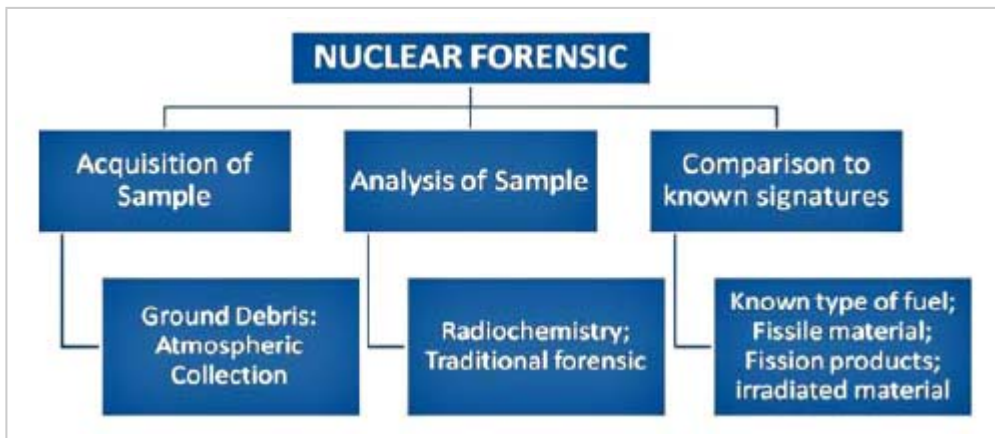 NUCLEAR FORENSIC
Acquisition of
Sample
Analysis of Sample
Comparison to
known signatures
Ground Debris:
Atmospheric
Collection
Radiochemistry;
Traditional forensic
Known type of fuel;
Fissile material;
Fission products;
irradiated material